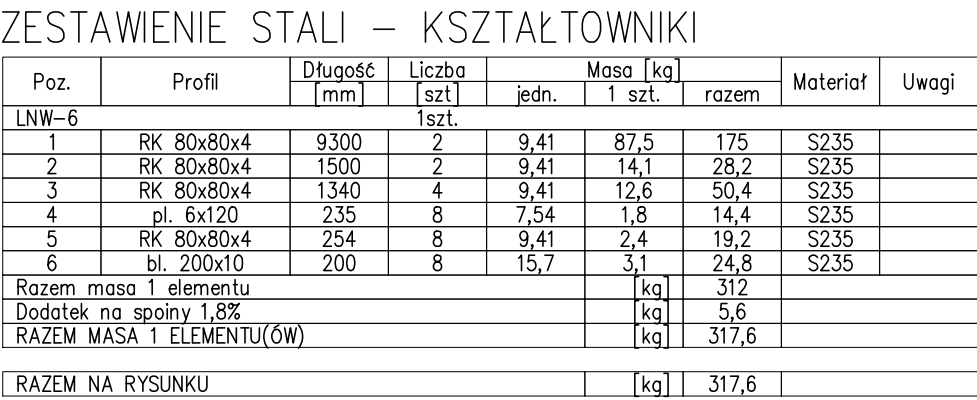 ZESTAWIENIE STALI – KSZTAŁTOWNIKI
Poz. Profil Długość [mm] Liczba [szt] Masa [kg] Materiał Uwagi
jedn. 1 szt. razem
LNW-6 1szt.
1 RK 80x80x4 9300 2 9,41 87,5 175 S235
2 RK 80x80x4 1500 2 9,41 14,1 28,2 S235
3 RK 80x80x4 1340 4 9,41 12,6 50,4 S235
4 pl. 6x120 235 8 7,54 1,8 14,4 S235
5 RK 80x80x4 254 8 9,41 2,4 19,2 S235
6 bl. 200x10 200 8 15,7 3,1 24,8 S235
Razem masa 1 elementu [kg] 312
Dodatek na spoiny 1,8% [kg] 5,6
RAZEM MASA 1 ELEMENTU(ÓW) [kg] 317,6
RAZEM NA RYSUNKU [kg] 317,6